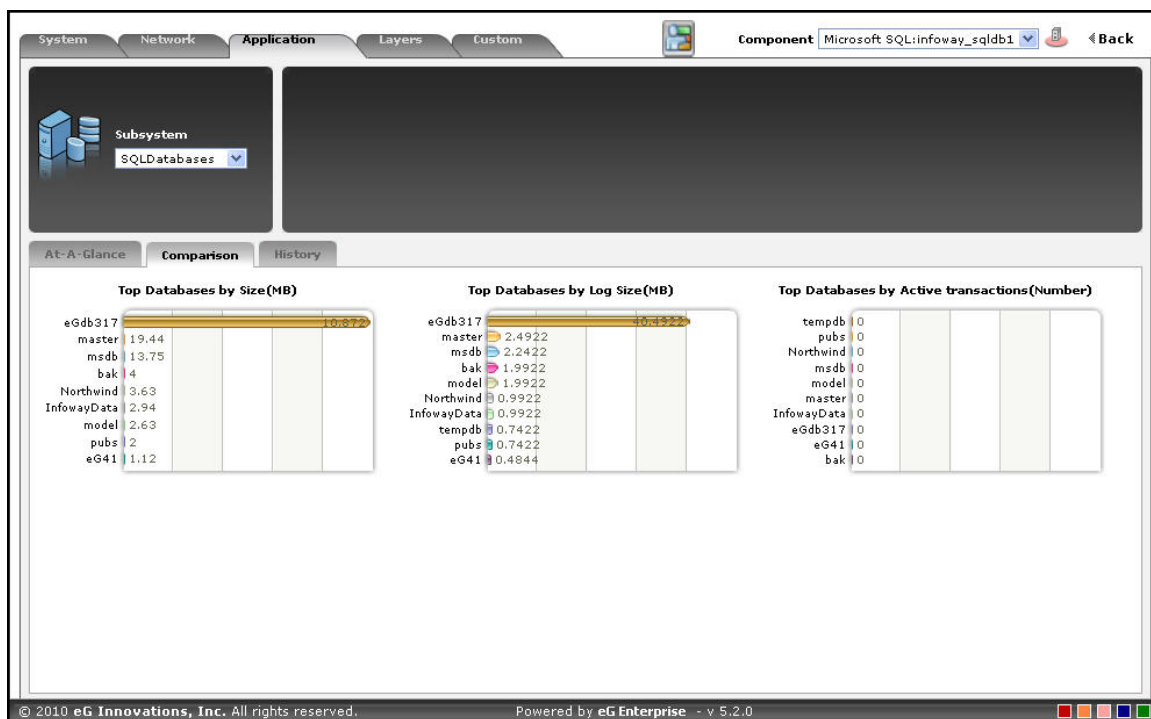 System Network Application Layers Custom Component Microsoft SQL:infoway_sqldb1 Back
Subsystem
SQLDatabases
At-A-Glance Comparison History
Top Databases by Size(MB)
eGdb317 10.872
master 19.44
msdb 13.75
bak 4
Northwind 3.63
InfowayData 2.94
model 2.63
pubs 2
eG41 1.12
Top Databases by Log Size(MB)
eGdb317 40.4922
master 2.4922
msdb 2.2422
bak 1.9922
model 1.9922
Northwind 0.9922
InfowayData 0.9922
tempdb 0.7422
pubs 0.7422
eG41 0.4844
Top Databases by Active transactions(Number)
tempdb 0
pubs 0
Northwind 0
msdb 0
model 0
master 0
InfowayData 0
eGdb317 0
eG41 0
bak 0
© 2010 eG Innovations, Inc. All rights reserved. Powered by eG Enterprise - v 5.2.0